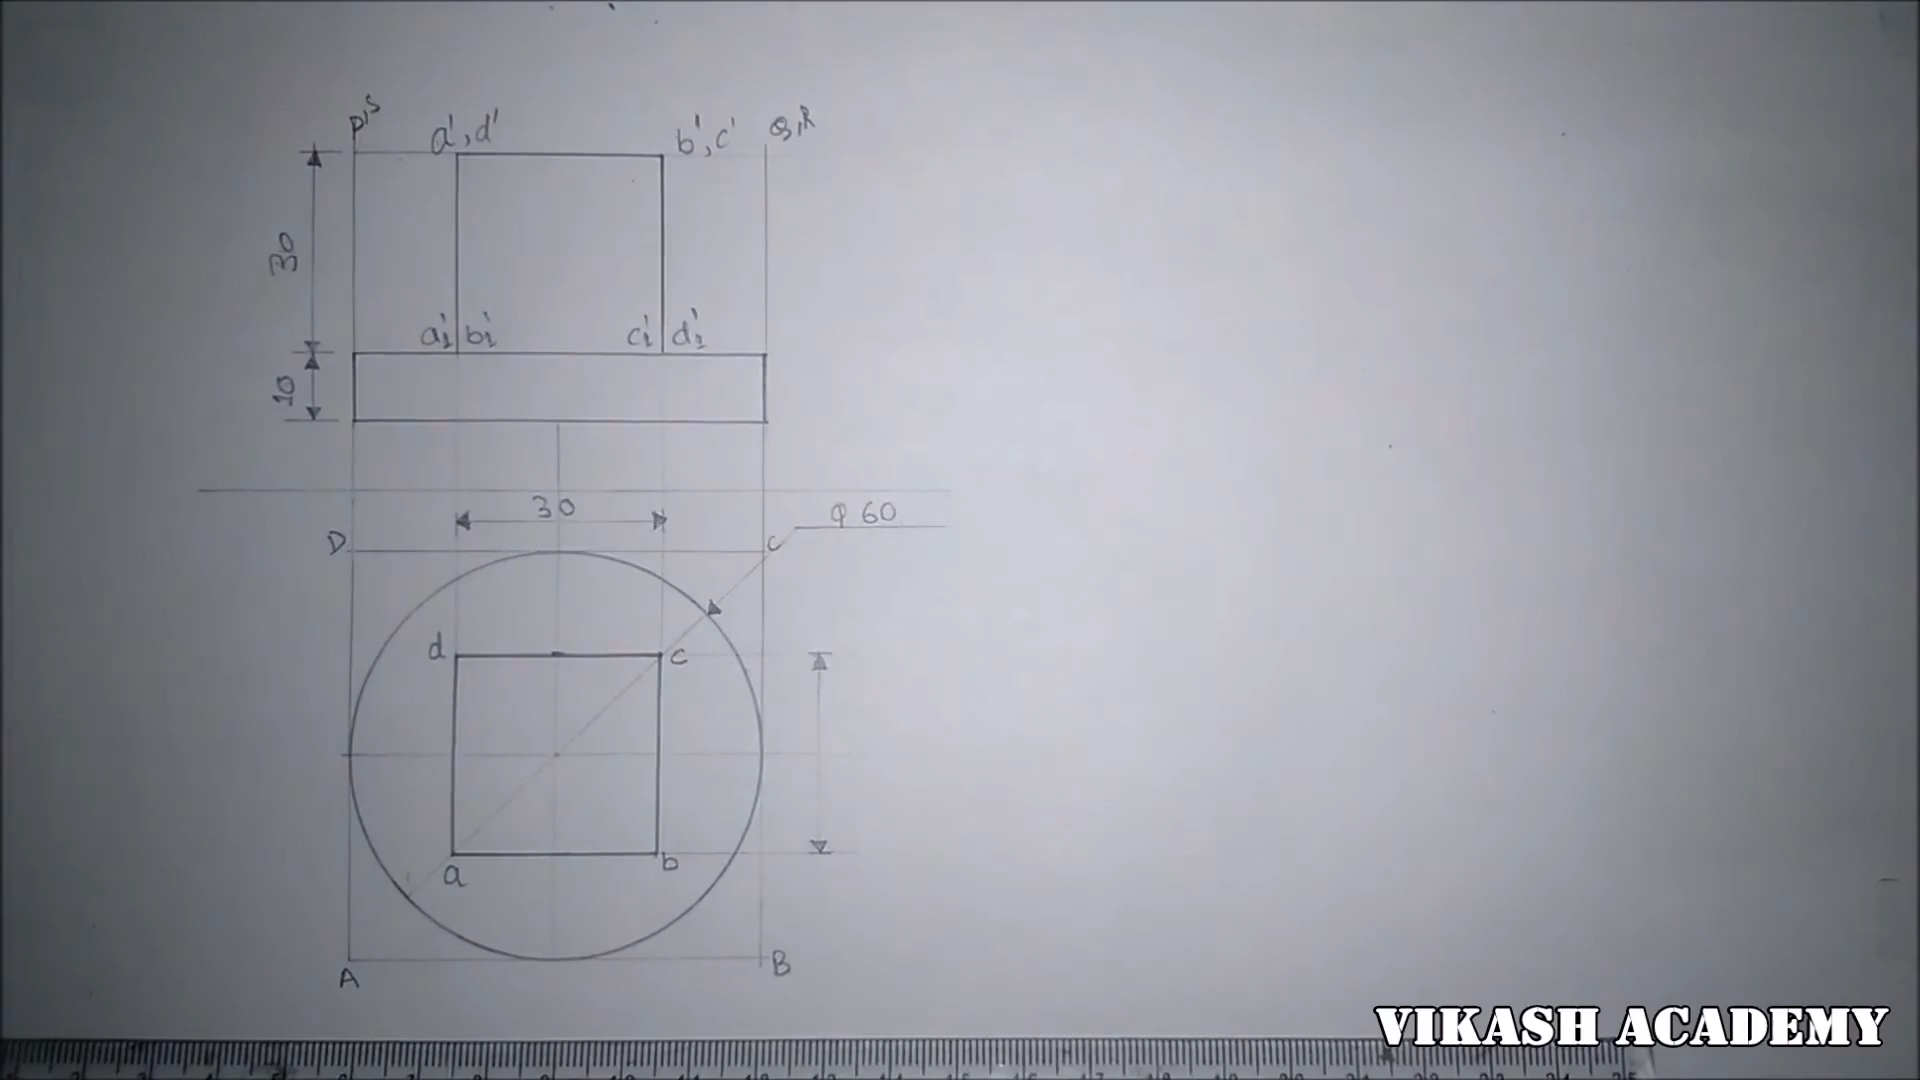 P,S
a',d'
b',c'
Q,R
30
a₁' b₁'
c₁' d₁'
10
30
φ 60
D
C
d
c
a
b
A
B
VIKASH ACADEMY